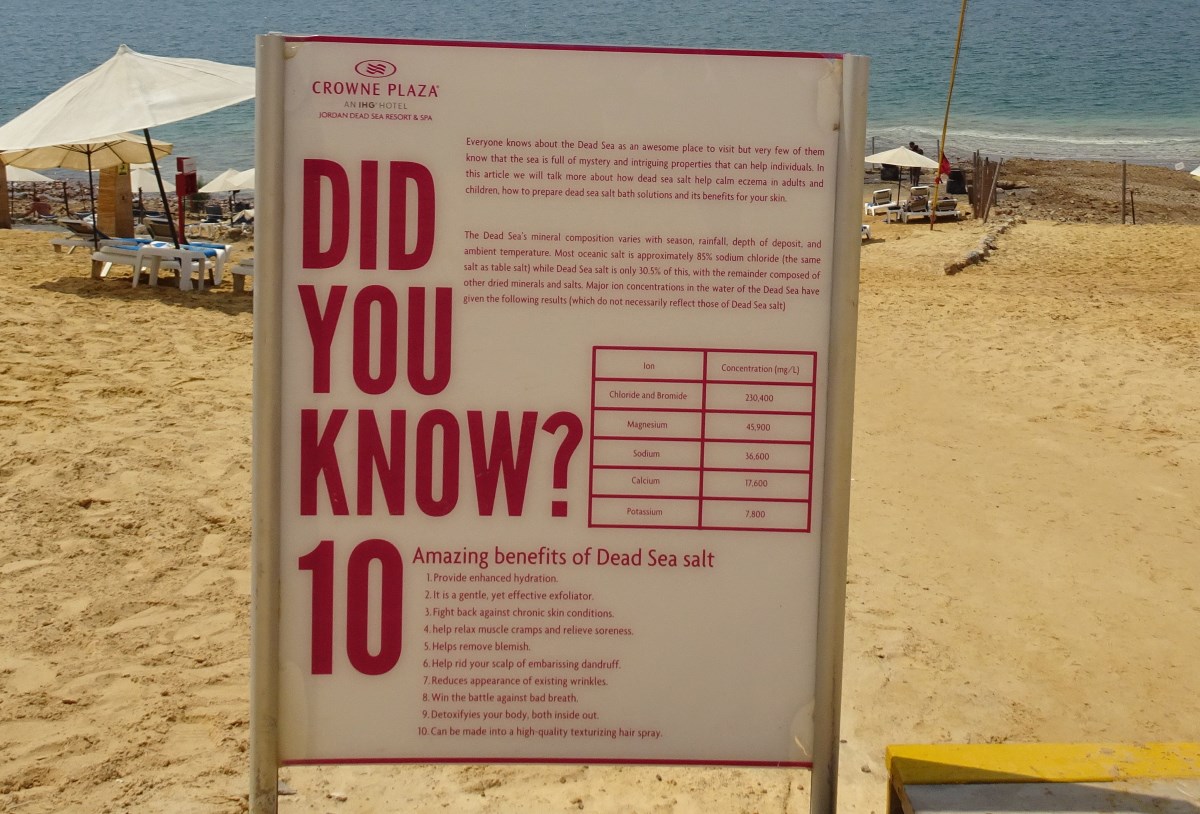 CROWNE PLAZA
AN IHG® HOTEL
JORDAN DEAD SEA RESORT & SPA
Everyone knows about the Dead Sea as an awesome place to visit but very few of them
know that the sea is full of mystery and intriguing properties that can help individuals. In
this article we will talk more about how dead sea salt help calm eczema in adults and
children, how to prepare dead sea salt bath solutions and its benefits for your skin.
The Dead Sea's mineral composition varies with season, rainfall, depth of deposit, and
ambient temperature. Most oceanic salt is approximately 85% sodium chloride (the same
salt as table salt) while Dead Sea salt is only 30.5% of this, with the remainder composed of
other dried minerals and salts. Major ion concentrations in the water of the Dead Sea have
given the following results (which do not necessarily reflect those of Dead Sea salt)
DID
YOU
KNOW?
Ion Concentration (mg/L)
Chloride and Bromide 230,400
Magnesium 45,900
Sodium 36,600
Calcium 17,600
Potassium 7,800
10
Amazing benefits of Dead Sea salt
1. Provide enhanced hydration.
2. It is a gentle, yet effective exfoliator.
3. Fight back against chronic skin conditions.
4. help relax muscle cramps and relieve soreness.
5. Helps remove blemish.
6. Help rid your scalp of embarissing dandruff.
7. Reduces appearance of existing wrinkles.
8. Win the battle against bad breath.
9. Detoxifyies your body, both inside out.
10. Can be made into a high-quality texturizing hair spray.